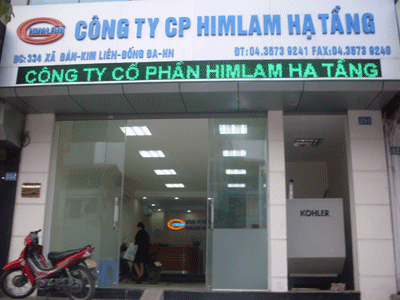 HIMLAM
CÔNG TY CP HIMLAM HẠ TẦNG
ĐC: 334 XÃ ĐÀN-KIM LIÊN-ĐỐNG ĐA-HN
ĐT: 04.3573 9241 FAX:04.3573 9240
CÔNG TY CỔ PHẦN HIMLAM HẠ TẦNG
KOHLER